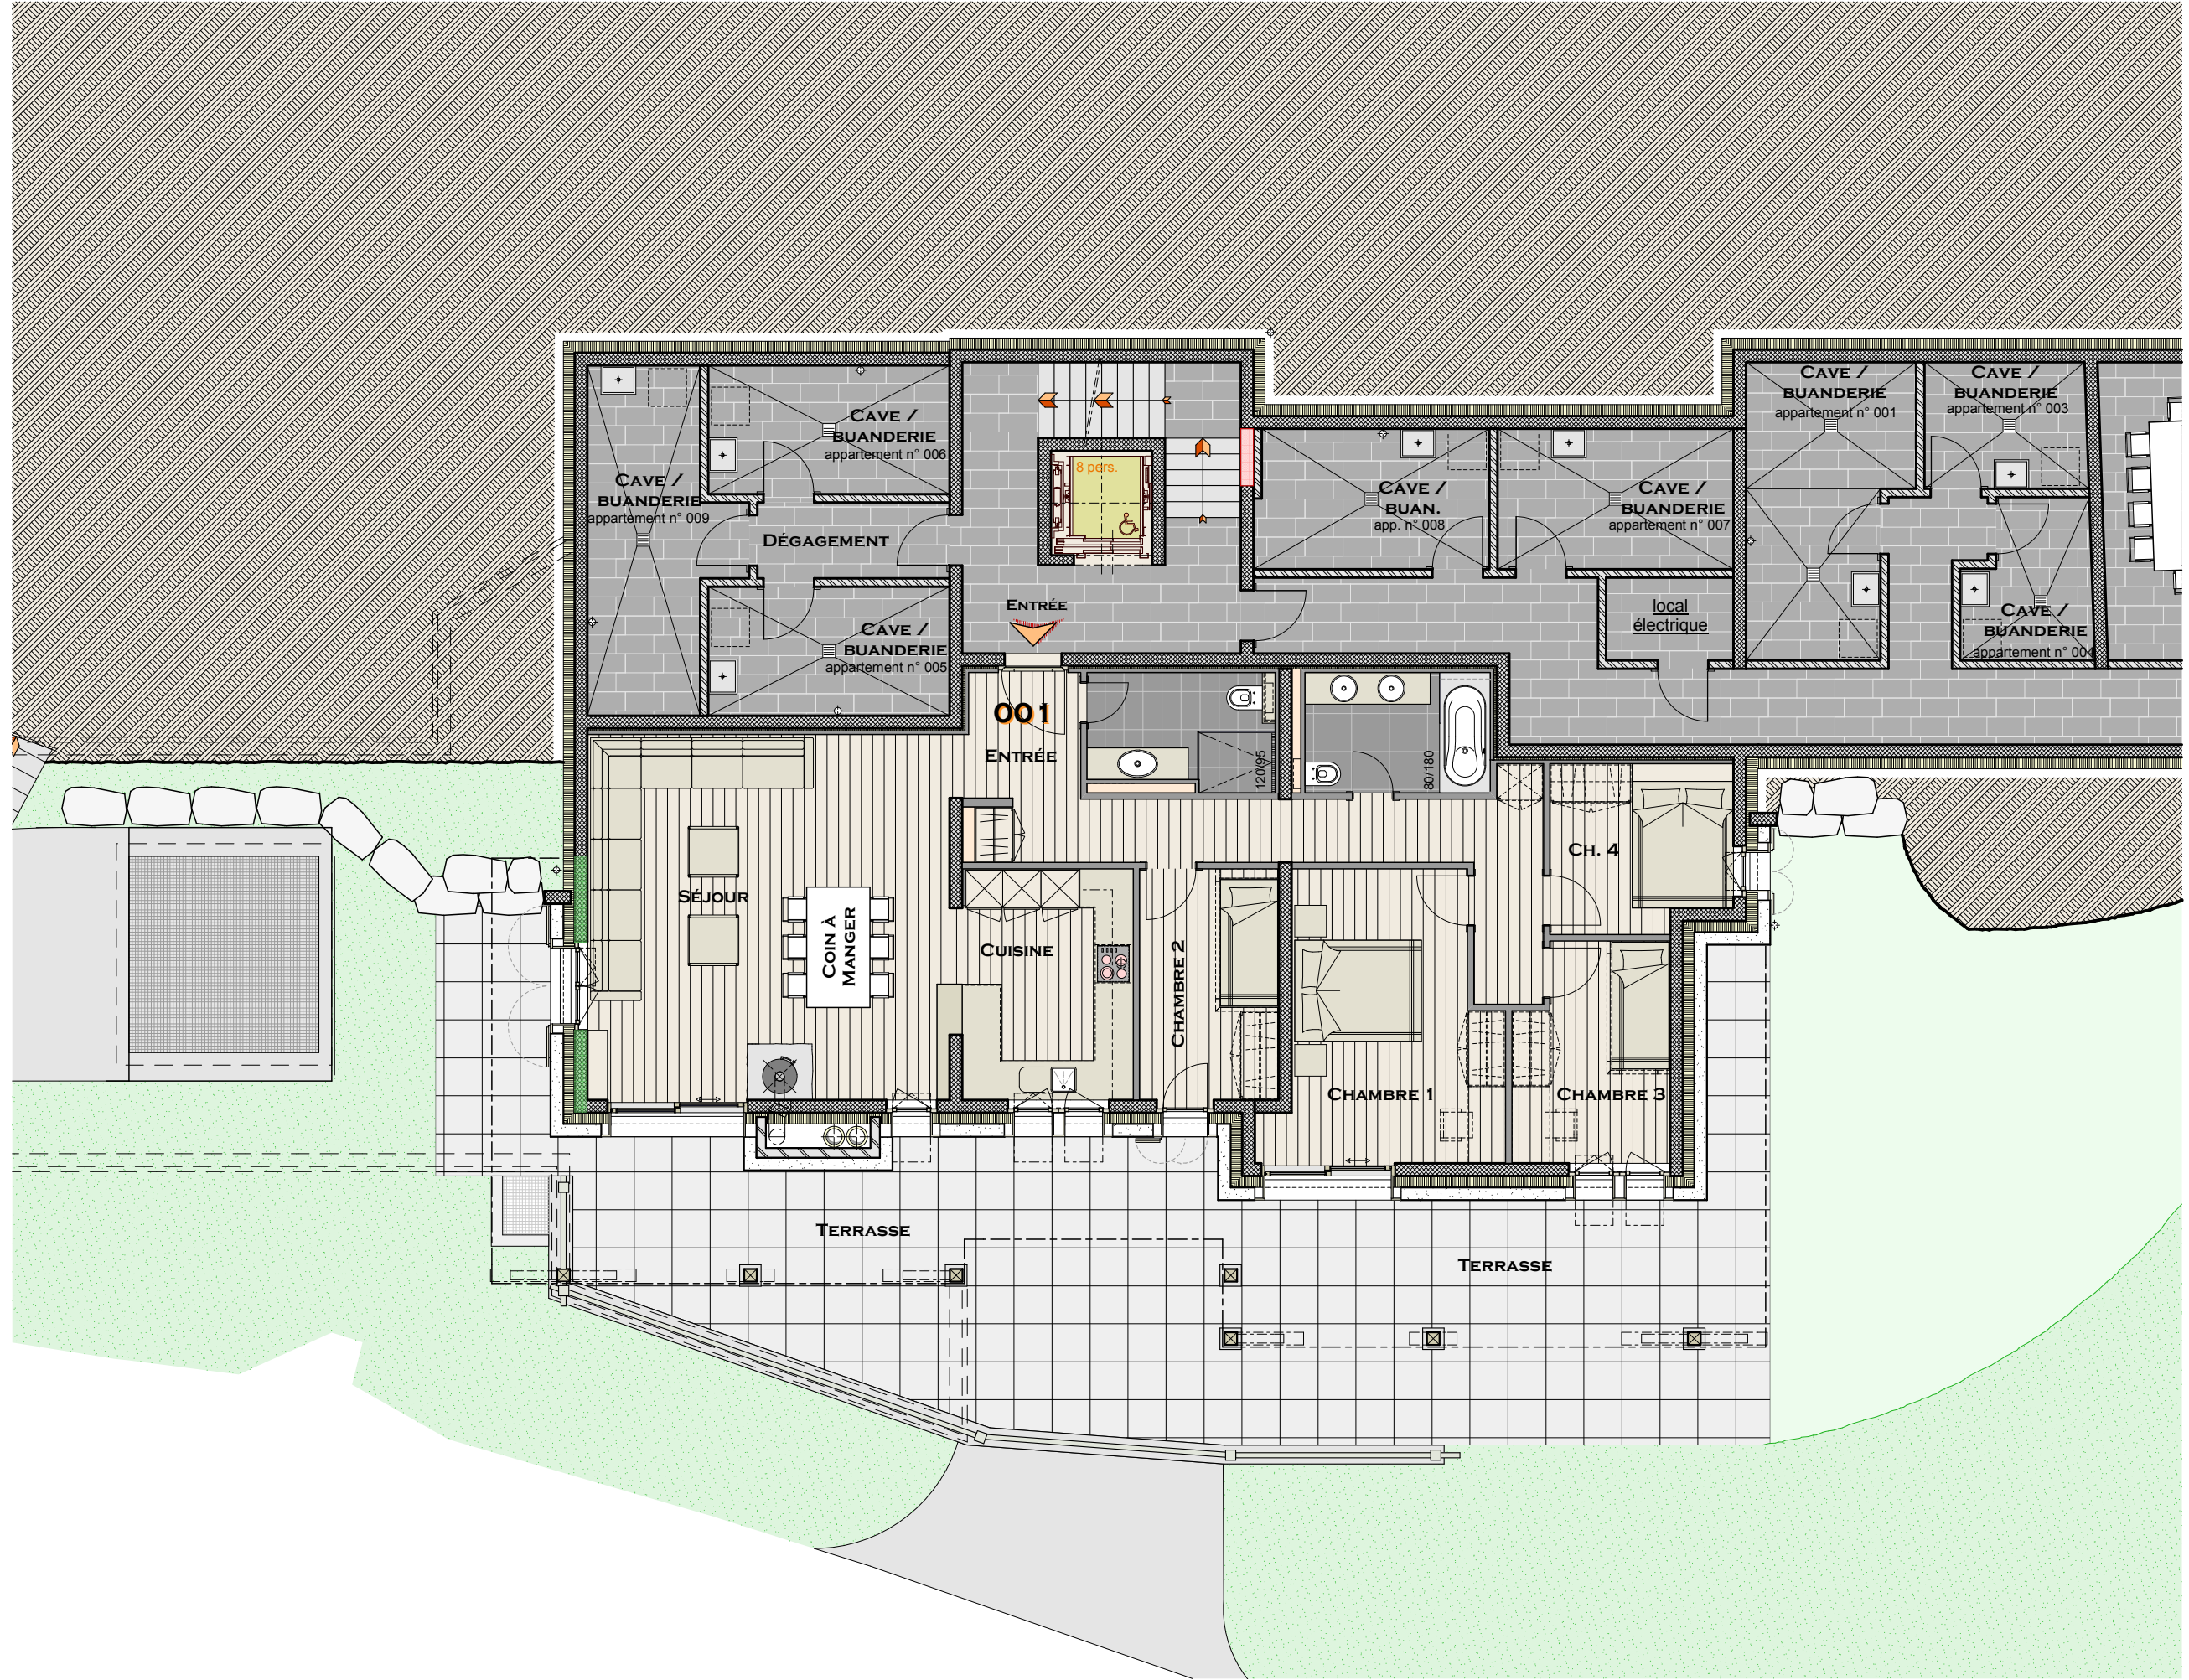 CAVE /
BUANDERIE
appartement n° 001
CAVE /
BUANDERIE
appartement n° 003
CAVE /
BUANDERIE
appartement n° 006
8 pers.
CAVE /
BUANDERIE
appartement n° 009
CAVE /
BUAN.
app. n° 008
CAVE /
BUANDERIE
appartement n° 007
DÉGAGEMENT
ENTRÉE
local
électrique
CAVE /
BUANDERIE
appartement n° 005
CAVE /
BUANDERIE
appartement n° 004
001
ENTRÉE
120/95
80/180
CH. 4
SÉJOUR
COIN À
MANGER
CUISINE
CHAMBRE 2
CHAMBRE 1
CHAMBRE 3
TERRASSE
TERRASSE